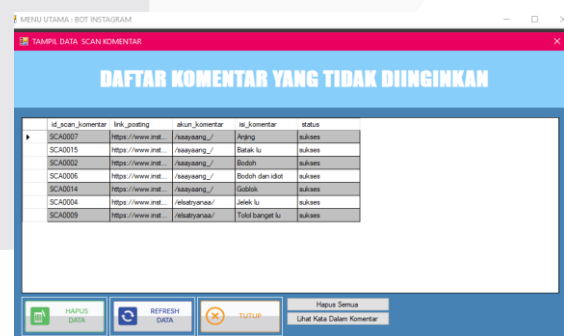 MENU UTAMA : BOT INSTAGRAM
TAMPIL DATA SCAN KOMENTAR
DAFTAR KOMENTAR YANG TIDAK DIINGINKAN
id_scan_komentar link_posting akun_komentar isi_komentar status
SCA0007 https://www.inst... /saayaang_/ Anjing sukses
SCA0015 https://www.inst... /saayaang_/ Batak lu sukses
SCA0002 https://www.inst... /saayaang_/ Bodoh sukses
SCA0006 https://www.inst... /saayaang_/ Bodoh dan idiot sukses
SCA0014 https://www.inst... /saayaang_/ Goblok sukses
SCA0004 https://www.inst... /elsatryanaa/ Jelek lu sukses
SCA0009 https://www.inst... /elsatryanaa/ Tolol banget lu sukses
HAPUS DATA
REFRESH DATA
TUTUP
Hapus Semua
Lihat Kata Dalam Komentar